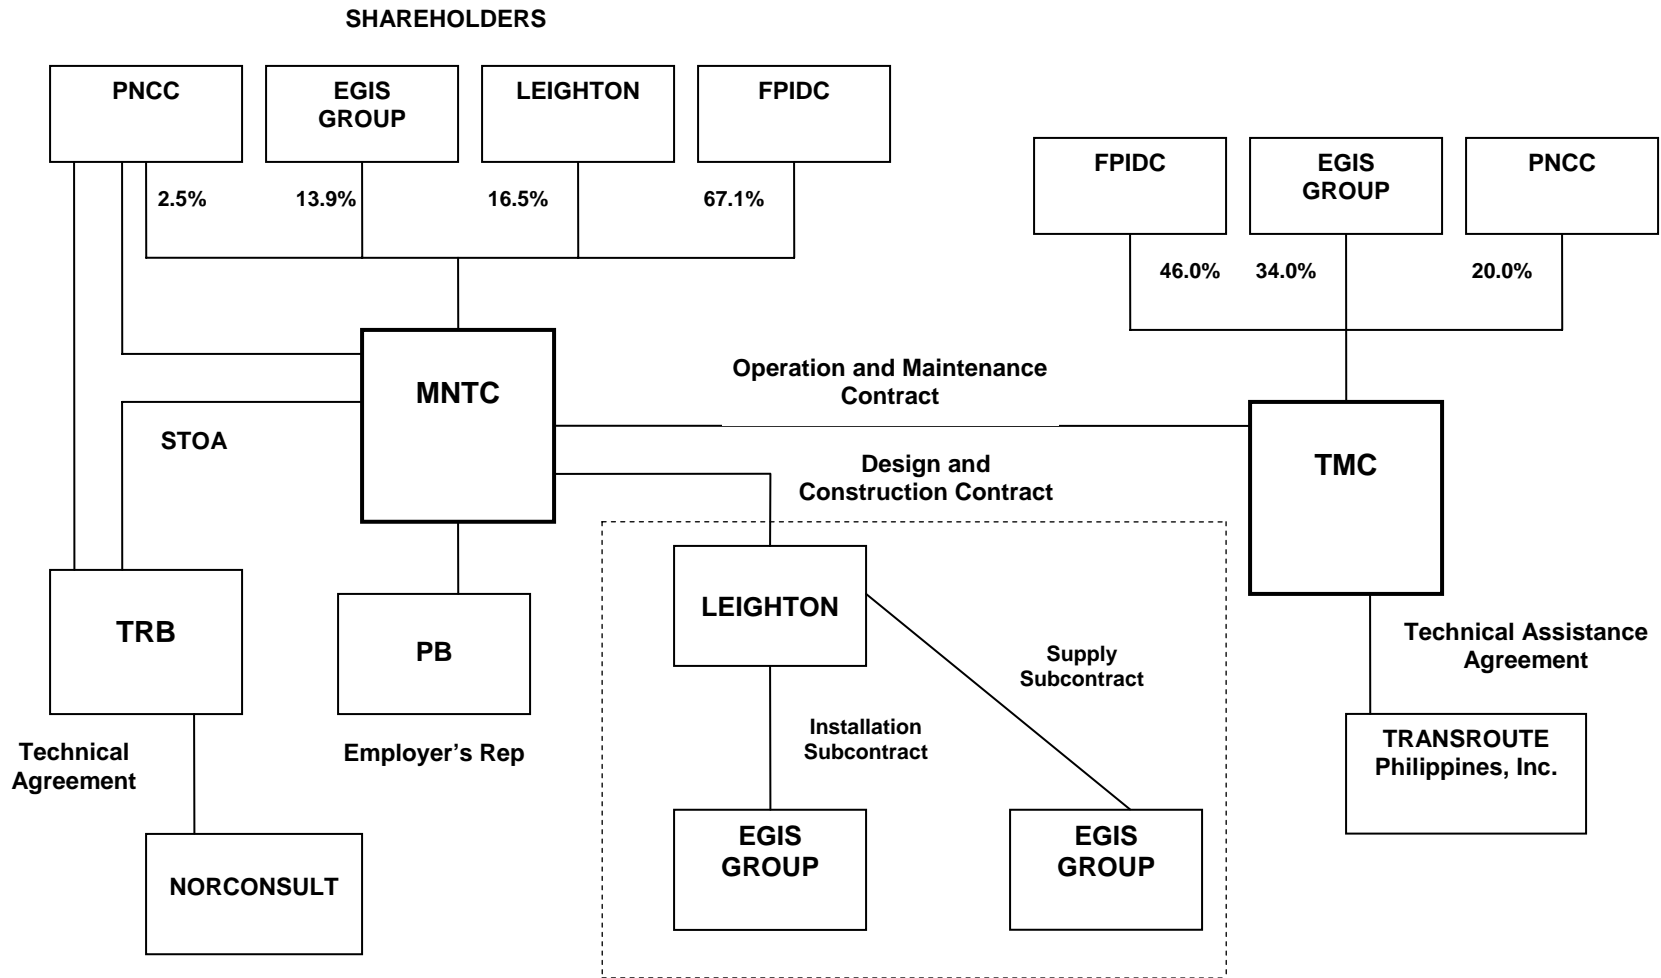 SHAREHOLDERS
PNCC
EGIS
GROUP
LEIGHTON
FPIDC
2.5%
13.9%
16.5%
67.1%
FPIDC
EGIS
GROUP
PNCC
46.0%
34.0%
20.0%
MNTC
Operation and Maintenance
Contract
STOA
Design and
Construction Contract
TMC
TRB
PB
LEIGHTON
Supply
Subcontract
Technical Assistance
Agreement
Technical
Agreement
Employer’s Rep
Installation
Subcontract
TRANSROUTE
Philippines, Inc.
NORCONSULT
EGIS
GROUP
EGIS
GROUP